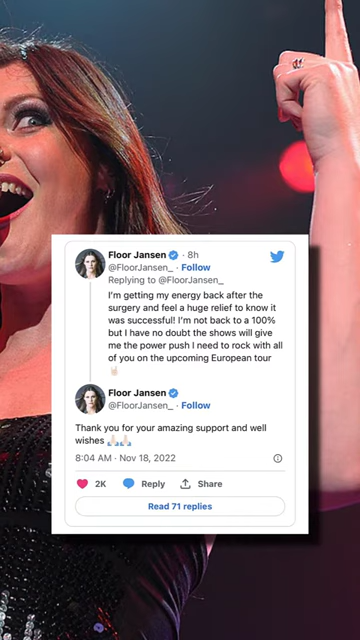 Floor Jansen · 8h
@FloorJansen_ · Follow
Replying to @FloorJansen_
I'm getting my energy back after the
surgery and feel a huge relief to know it
was successful! I'm not back to a 100%
but I have no doubt the shows will give
me the power push I need to rock with all
of you on the upcoming European tour
🤘🏻
Floor Jansen
@FloorJansen_ · Follow
Thank you for your amazing support and well
wishes 🙏🏻🙏🏻
8:04 AM · Nov 18, 2022
2K Reply Share
Read 71 replies